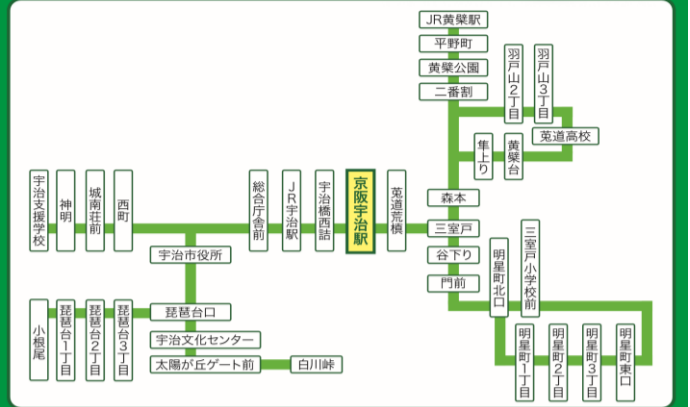 JR黄檗駅
平野町
黄檗公園
二番割
羽戸山2丁目
羽戸山3丁目
莵道高校
隼上り
黄檗台
森本
宇治支援学校
神明
城南荘前
西町
総合庁舎前
JR宇治駅
宇治橋西詰
京阪宇治駅
莵道荒槇
三室戸
谷下り
門前
宇治市役所
明星町北口
三室戸小学校前
小根尾
琵琶台1丁目
琵琶台2丁目
琵琶台3丁目
琵琶台口
宇治文化センター
太陽が丘ゲート前
白川峠
明星町1丁目
明星町2丁目
明星町3丁目
明星町東口